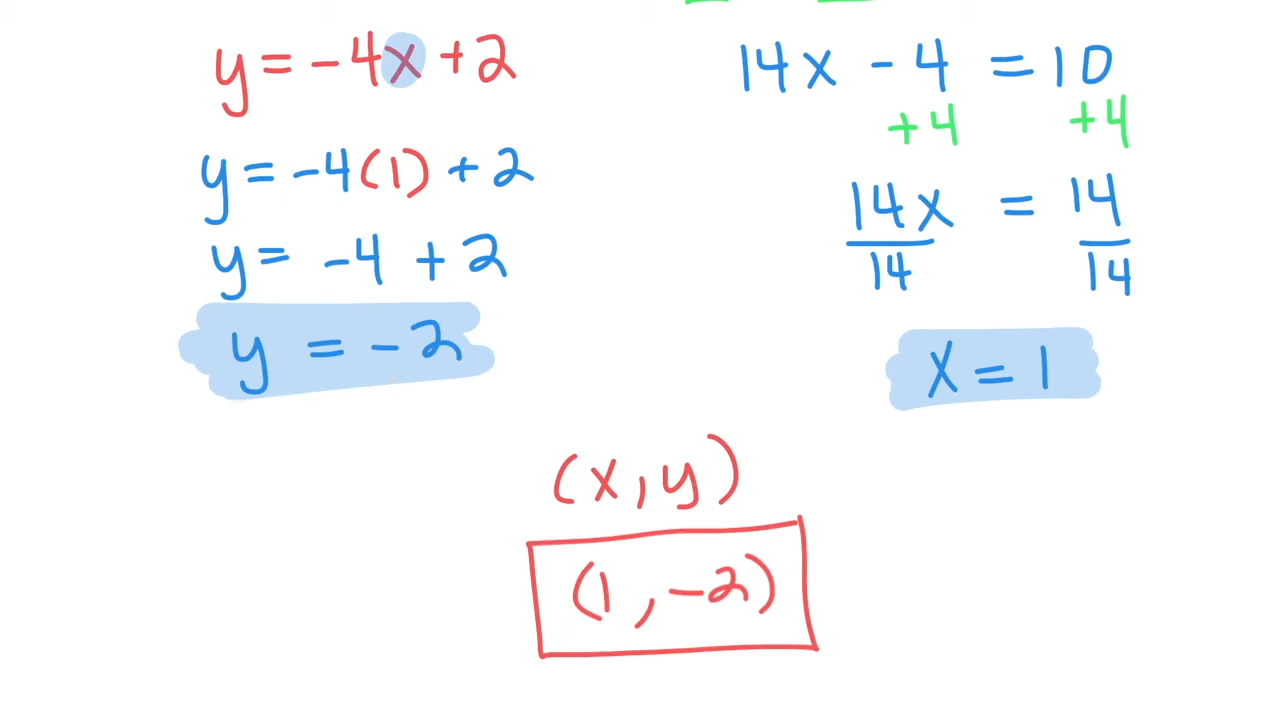 y = -4x + 2
y = -4(1) + 2
y = -4 + 2
y = -2
14x - 4 = 10
+4 +4
14x = 14
14 14
x = 1
(x, y)
(1, -2)